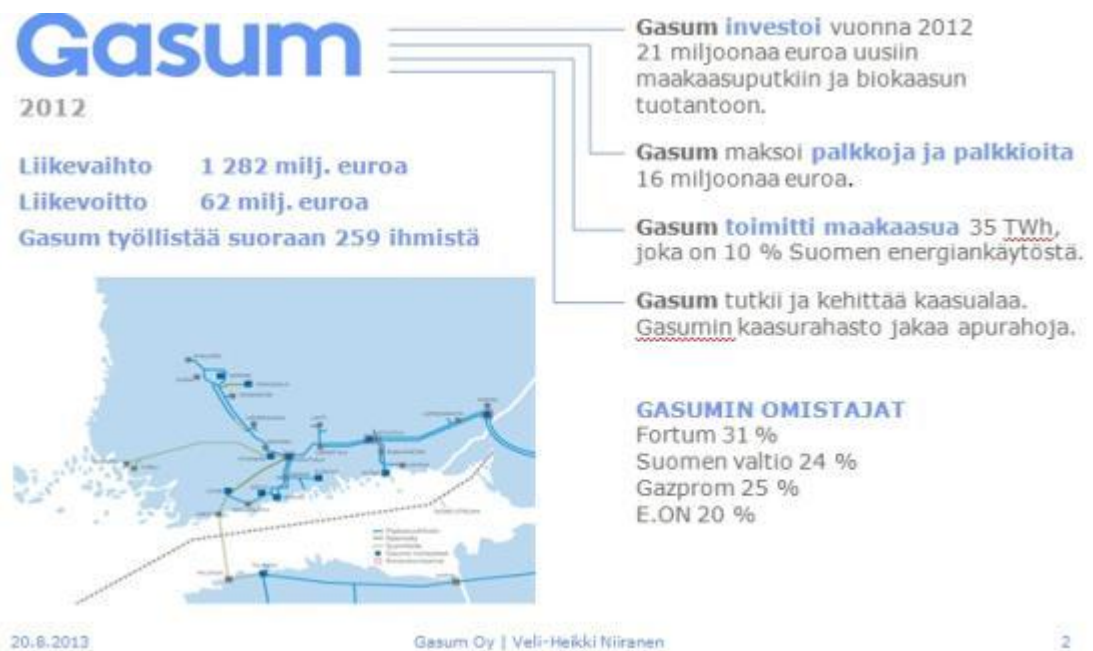 Gasum
2012
Liikevaihto 1 282 milj. euroa
Liikevoitto 62 milj. euroa
Gasum työllistää suoraan 259 ihmistä
Gasum investoi vuonna 2012
21 miljoonaa euroa uusiin
maakaasuputkiin ja biokaasun
tuotantoon.
Gasum maksoi palkkoja ja palkkioita
16 miljoonaa euroa.
Gasum toimitti maakaasua 35 TWh,
joka on 10 % Suomen energiankäytöstä.
Gasum tutkii ja kehittää kaasualaa.
Gasumin kaasurahasto jakaa apurahoja.
GASUMIN OMISTAJAT
Fortum 31 %
Suomen valtio 24 %
Gazprom 25 %
E.ON 20 %
20.8.2013
Gasum Oy | Veli-Heikki Niiranen
2